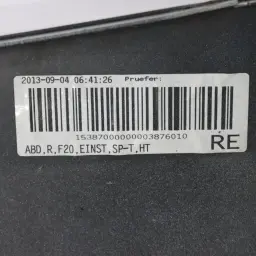 2013-09-04 06:41:26 Pruefer:
15387000000003876010
RE
ABD,R,F20,EINST,SP-T,HT